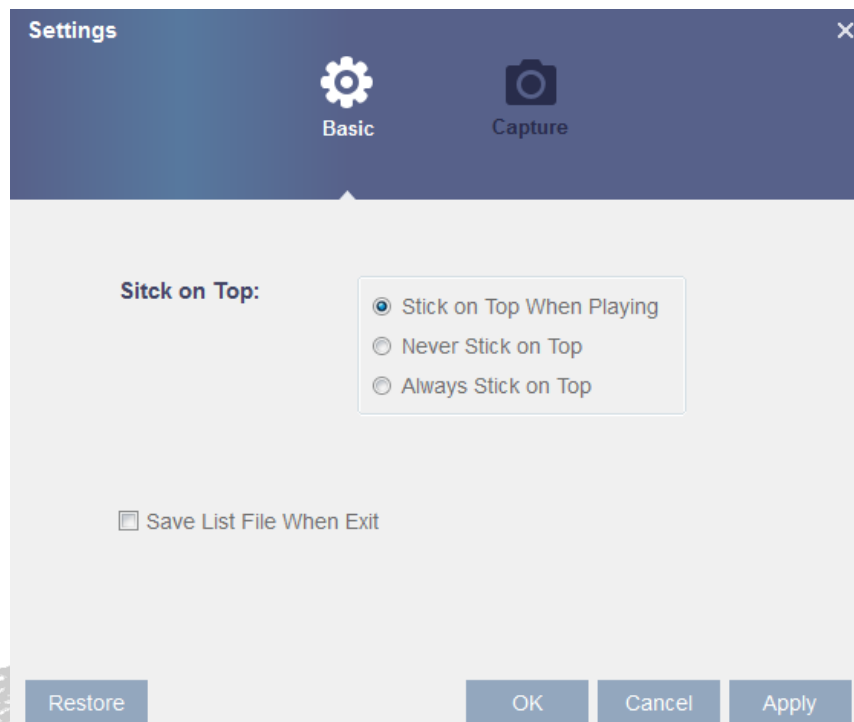 Settings
Basic
Capture
Sitck on Top:
Stick on Top When Playing
Never Stick on Top
Always Stick on Top
Save List File When Exit
Restore
OK
Cancel
Apply